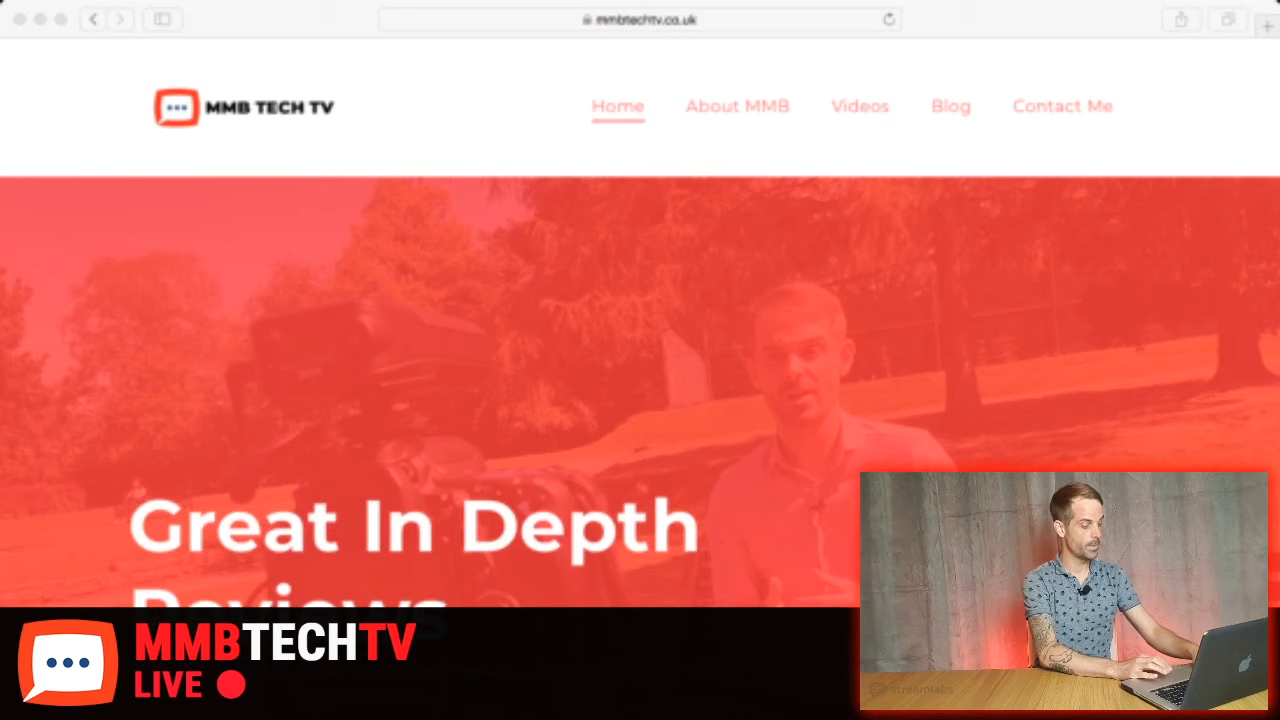 mmbtechtv.co.uk
MMB TECH TV
Home About MMB Videos Blog Contact Me
Great In Depth
Reviews
MMBTECHTV
LIVE
streamlabs